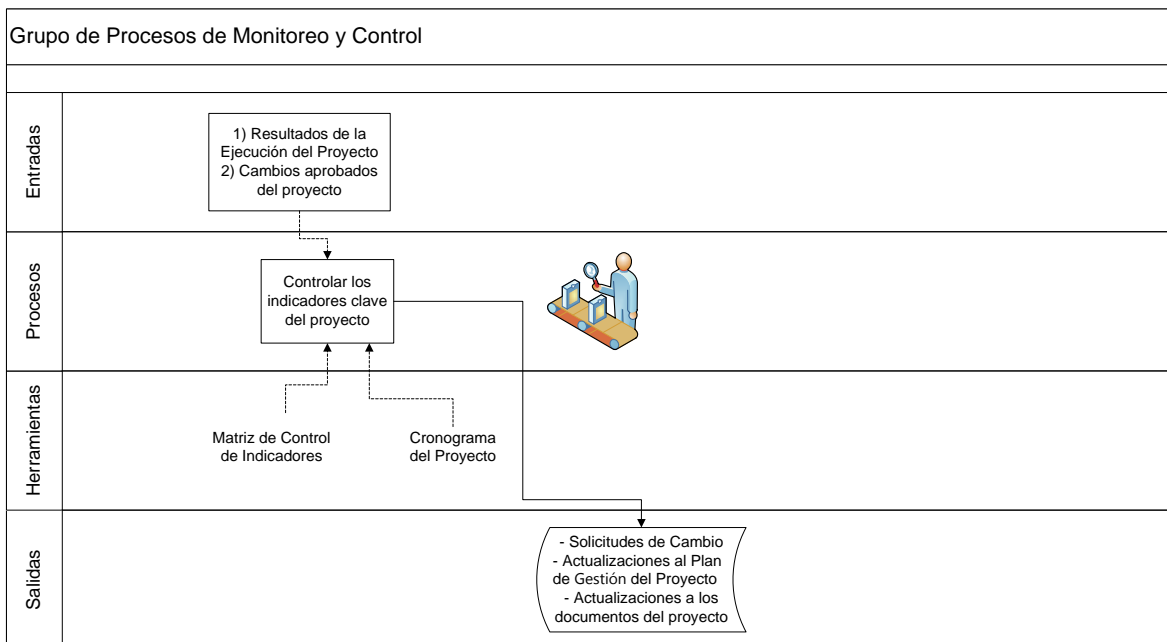 Grupo de Procesos de Monitoreo y Control
Entradas
1) Resultados de la
Ejecución del Proyecto
2) Cambios aprobados
del proyecto
Procesos
Controlar los
indicadores clave
del proyecto
Herramientas
Matriz de Control
de Indicadores
Cronograma
del Proyecto
Salidas
- Solicitudes de Cambio
- Actualizaciones al Plan
de Gestión del Proyecto
- Actualizaciones a los
documentos del proyecto